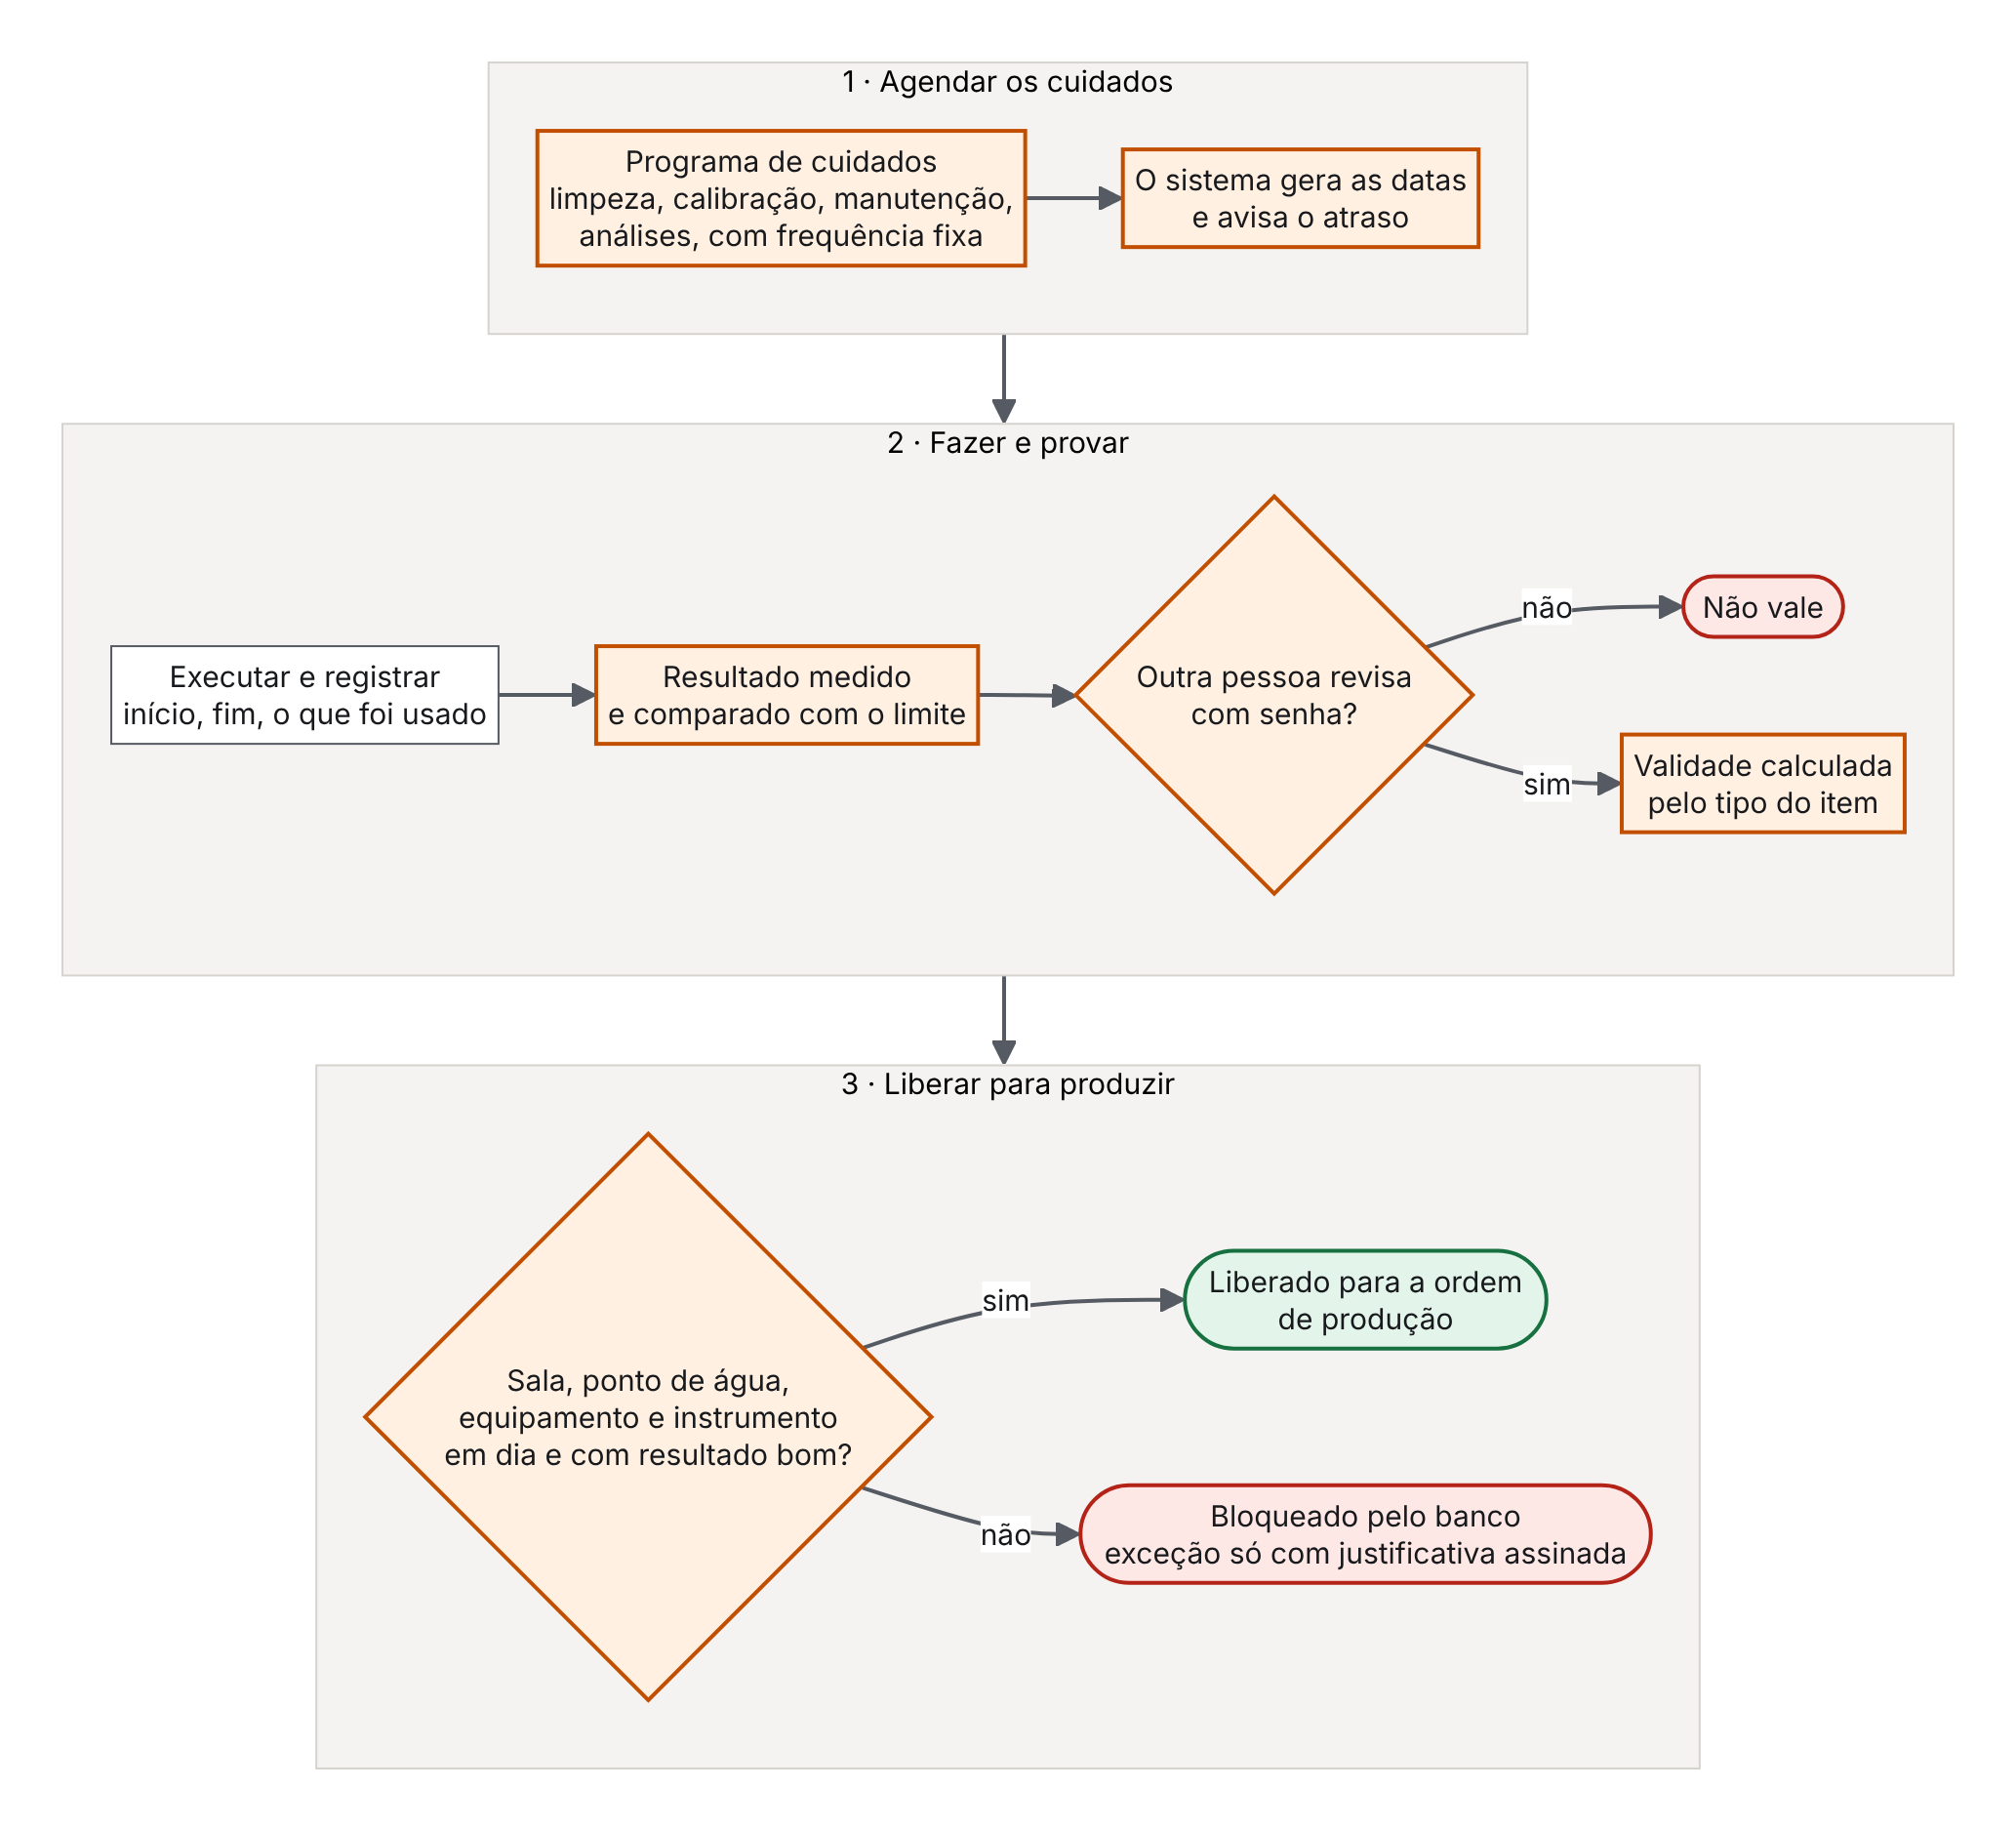 1 · Agendar os cuidados
Programa de cuidados
limpeza, calibração, manutenção,
análises, com frequência fixa
O sistema gera as datas
e avisa o atraso
2 · Fazer e provar
Executar e registrar
início, fim, o que foi usado
Resultado medido
e comparado com o limite
Outra pessoa revisa
com senha?
não
Não vale
sim
Validade calculada
pelo tipo do item
3 · Liberar para produzir
Sala, ponto de água,
equipamento e instrumento
em dia e com resultado bom?
sim
Liberado para a ordem
de produção
não
Bloqueado pelo banco
exceção só com justificativa assinada